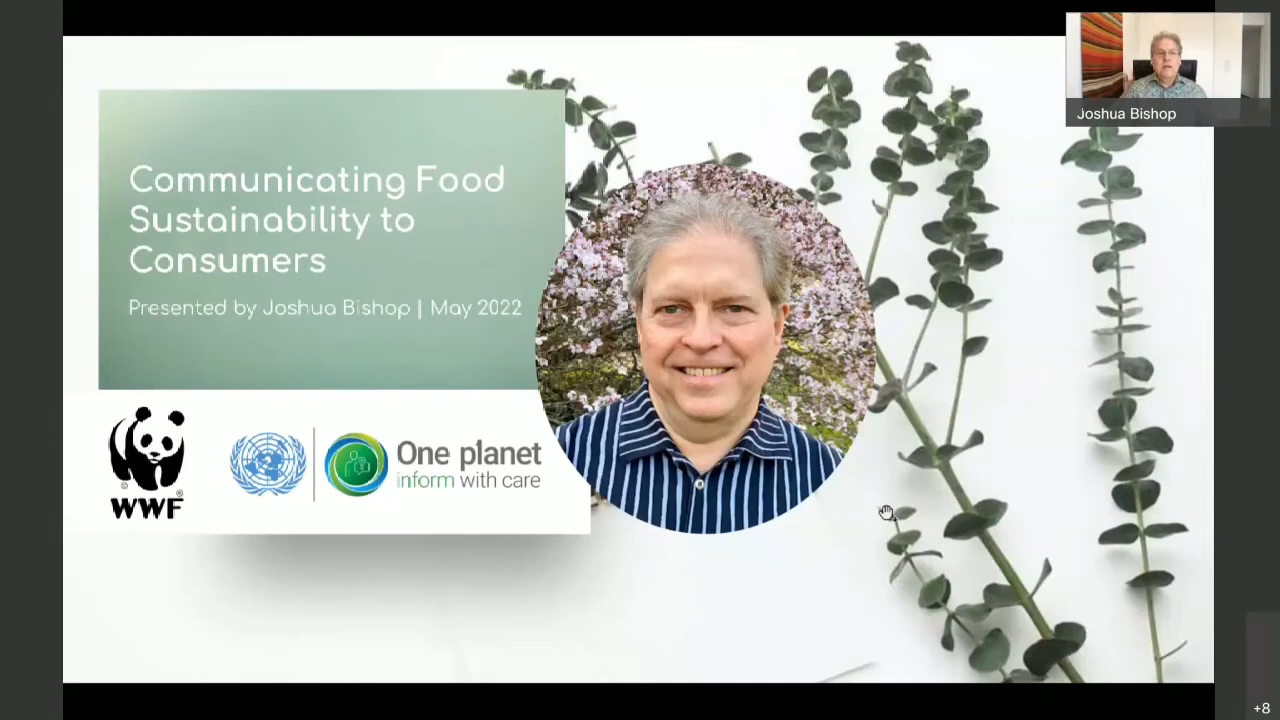 Communicating Food
Sustainability to
Consumers
Presented by Joshua Bishop | May 2022
WWF
One planet
inform with care
Joshua Bishop
+8